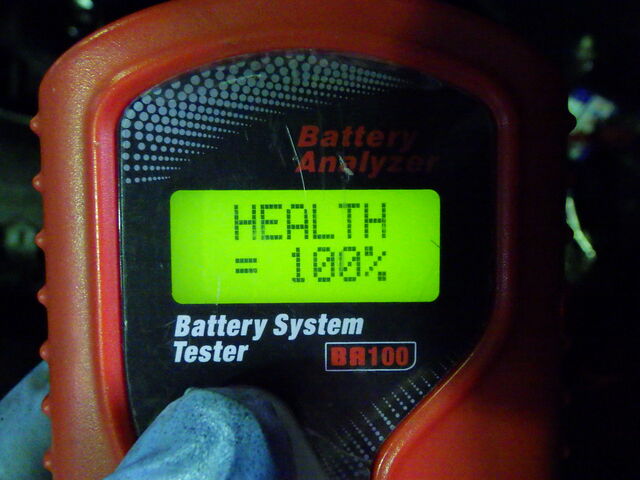 Battery
Analyzer
HEALTH
= 100%
Battery System
Tester
BA100